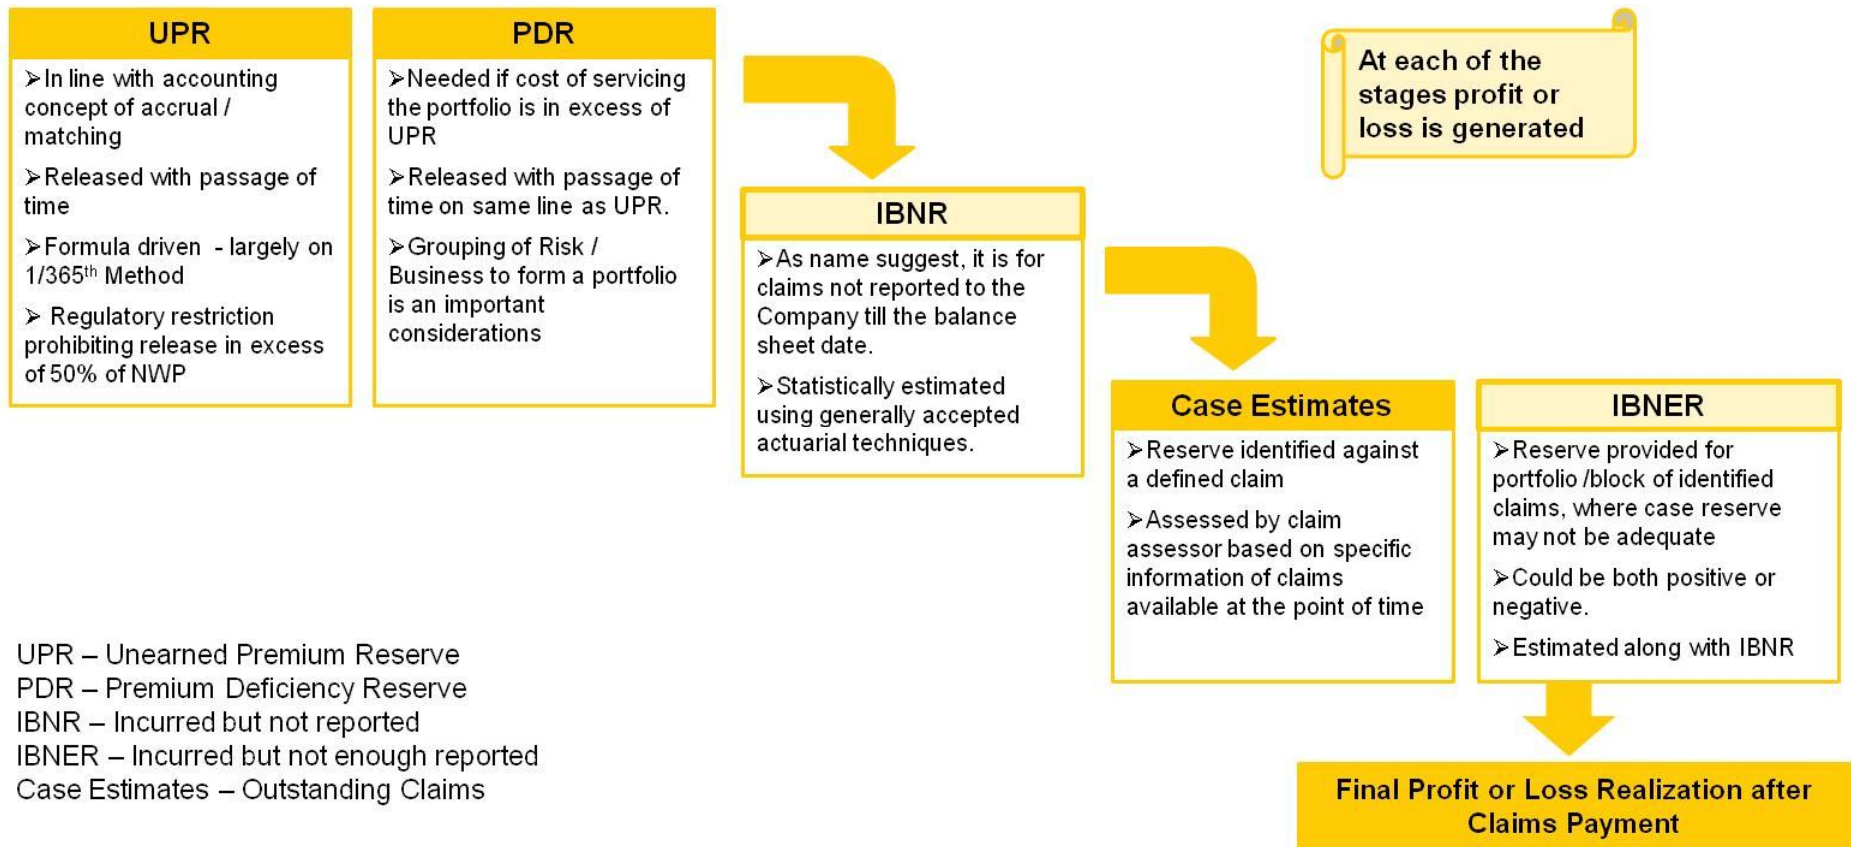 UPR
➢In line with accounting
concept of accrual /
matching
➢Released with passage of
time
➢Formula driven - largely on
1/365th Method
➢ Regulatory restriction
prohibiting release in excess
of 50% of NWP
PDR
➢Needed if cost of servicing
the portfolio is in excess of
UPR
➢Released with passage of
time on same line as UPR.
➢Grouping of Risk /
Business to form a portfolio
is an important
considerations
At each of the
stages profit or
loss is generated
IBNR
➢As name suggest, it is for
claims not reported to the
Company till the balance
sheet date.
➢Statistically estimated
using generally accepted
actuarial techniques.
Case Estimates
➢Reserve identified against
a defined claim
➢Assessed by claim
assessor based on specific
information of claims
available at the point of time
IBNER
➢Reserve provided for
portfolio /block of identified
claims, where case reserve
may not be adequate
➢Could be both positive or
negative.
➢Estimated along with IBNR
UPR – Unearned Premium Reserve
PDR – Premium Deficiency Reserve
IBNR – Incurred but not reported
IBNER – Incurred but not enough reported
Case Estimates – Outstanding Claims
Final Profit or Loss Realization after
Claims Payment